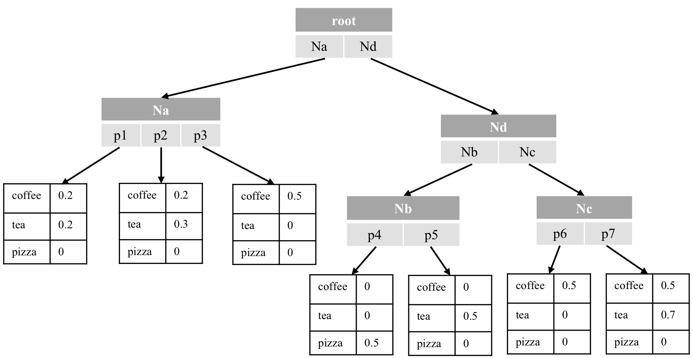 root
Na Nd
Na
p1 p2 p3
Nd
Nb Nc
coffee 0.2
tea 0.2
pizza 0
coffee 0.2
tea 0.3
pizza 0
coffee 0.5
tea 0
pizza 0
Nb
p4 p5
Nc
p6 p7
coffee 0
tea 0
pizza 0.5
coffee 0
tea 0.5
pizza 0
coffee 0.5
tea 0
pizza 0
coffee 0.5
tea 0.7
pizza 0